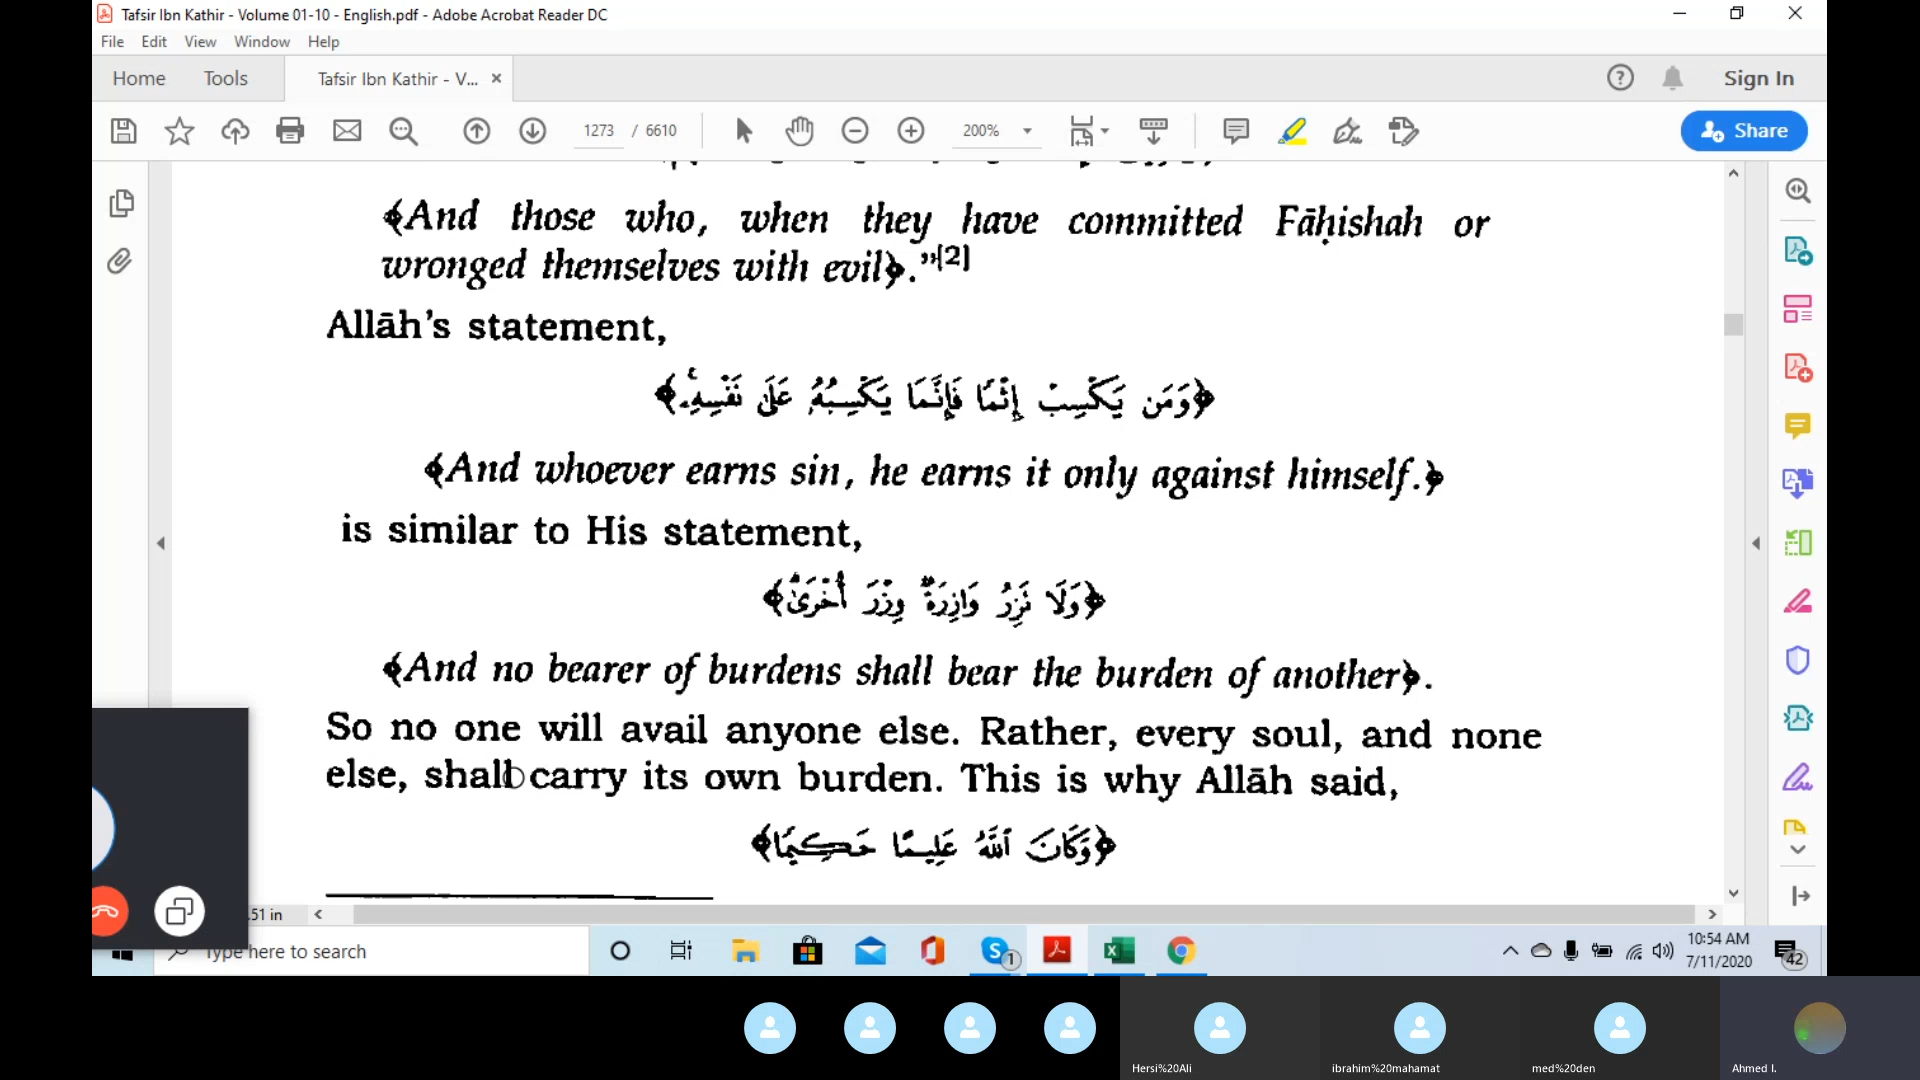 Tafsir Ibn Kathir - Volume 01-10 - English.pdf - Adobe Acrobat Reader DC
File Edit View Window Help
Home Tools Tafsir Ibn Kathir - V... × ? Sign In
1273 / 6610 200% Share
﴾And those who, when they have committed Fāḥishah or
wronged themselves with evil﴿.”[2]
Allāh’s statement,
﴿وَمَن يَكْسِبْ إِثْمًا فَإِنَّمَا يَكْسِبُهُ عَلَىٰ نَفْسِهِ﴾
﴾And whoever earns sin, he earns it only against himself.﴿
is similar to His statement,
﴿وَلَا تَزِرُ وَازِرَةٌ وِزْرَ أُخْرَىٰ﴾
﴾And no bearer of burdens shall bear the burden of another﴿.
So no one will avail anyone else. Rather, every soul, and none
else, shall carry its own burden. This is why Allāh said,
﴿وَكَانَ اللَّهُ عَلِيمًا حَكِيمًا﴾
.51 in
Type here to search
1
10:54 AM
7/11/2020
42
Hersi%20Ali ibrahim%20mahamat med%20den Ahmed I.